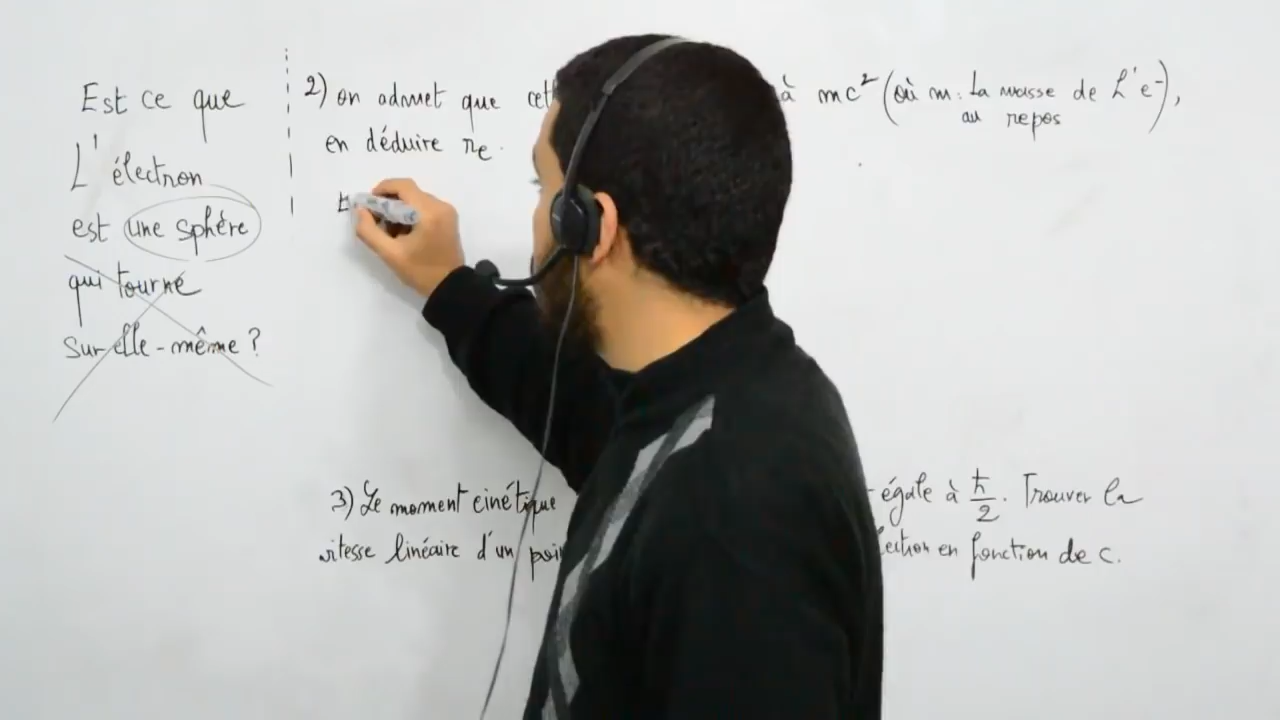 Est ce que
L'électron
est une sphère
qui tourne
sur elle-même ?
2) on admet que à mc² (où m : la masse de L'e⁻),
au repos
en déduire re.
3) Le moment cinétique égale à ħ/2. Trouver la
vitesse linéaire d'un en fonction de c.